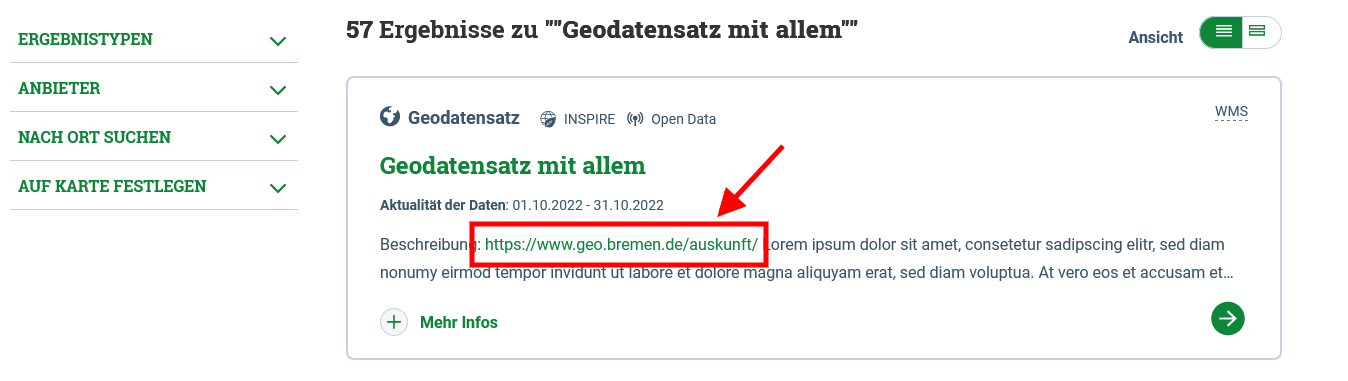 ERGEBNISTYPEN
ANBIETER
NACH ORT SUCHEN
AUF KARTE FESTLEGEN
57 Ergebnisse zu ""Geodatensatz mit allem""
Ansicht
Geodatensatz INSPIRE Open Data
WMS
Geodatensatz mit allem
Aktualität der Daten: 01.10.2022 - 31.10.2022
Beschreibung: https://www.geo.bremen.de/auskunft/ Lorem ipsum dolor sit amet, consetetur sadipscing elitr, sed diam
nonumy eirmod tempor invidunt ut labore et dolore magna aliquyam erat, sed diam voluptua. At vero eos et accusam et…
Mehr Infos